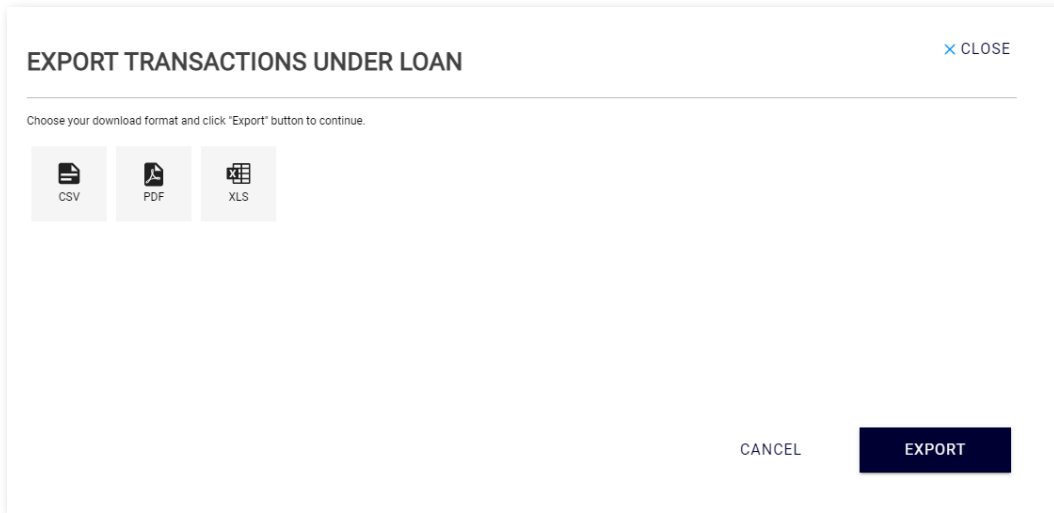 EXPORT TRANSACTIONS UNDER LOAN
CLOSE
Choose your download format and click "Export" button to continue.
CSV PDF XLS
CANCEL EXPORT